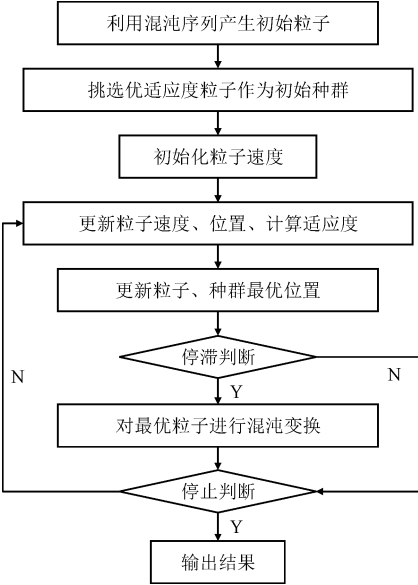 利用混沌序列产生初始粒子
挑选优适应度粒子作为初始种群
初始化粒子速度
更新粒子速度、位置、计算适应度
更新粒子、种群最优位置
停滞判断
N
N
Y
对最优粒子进行混沌变换
停止判断
Y
输出结果